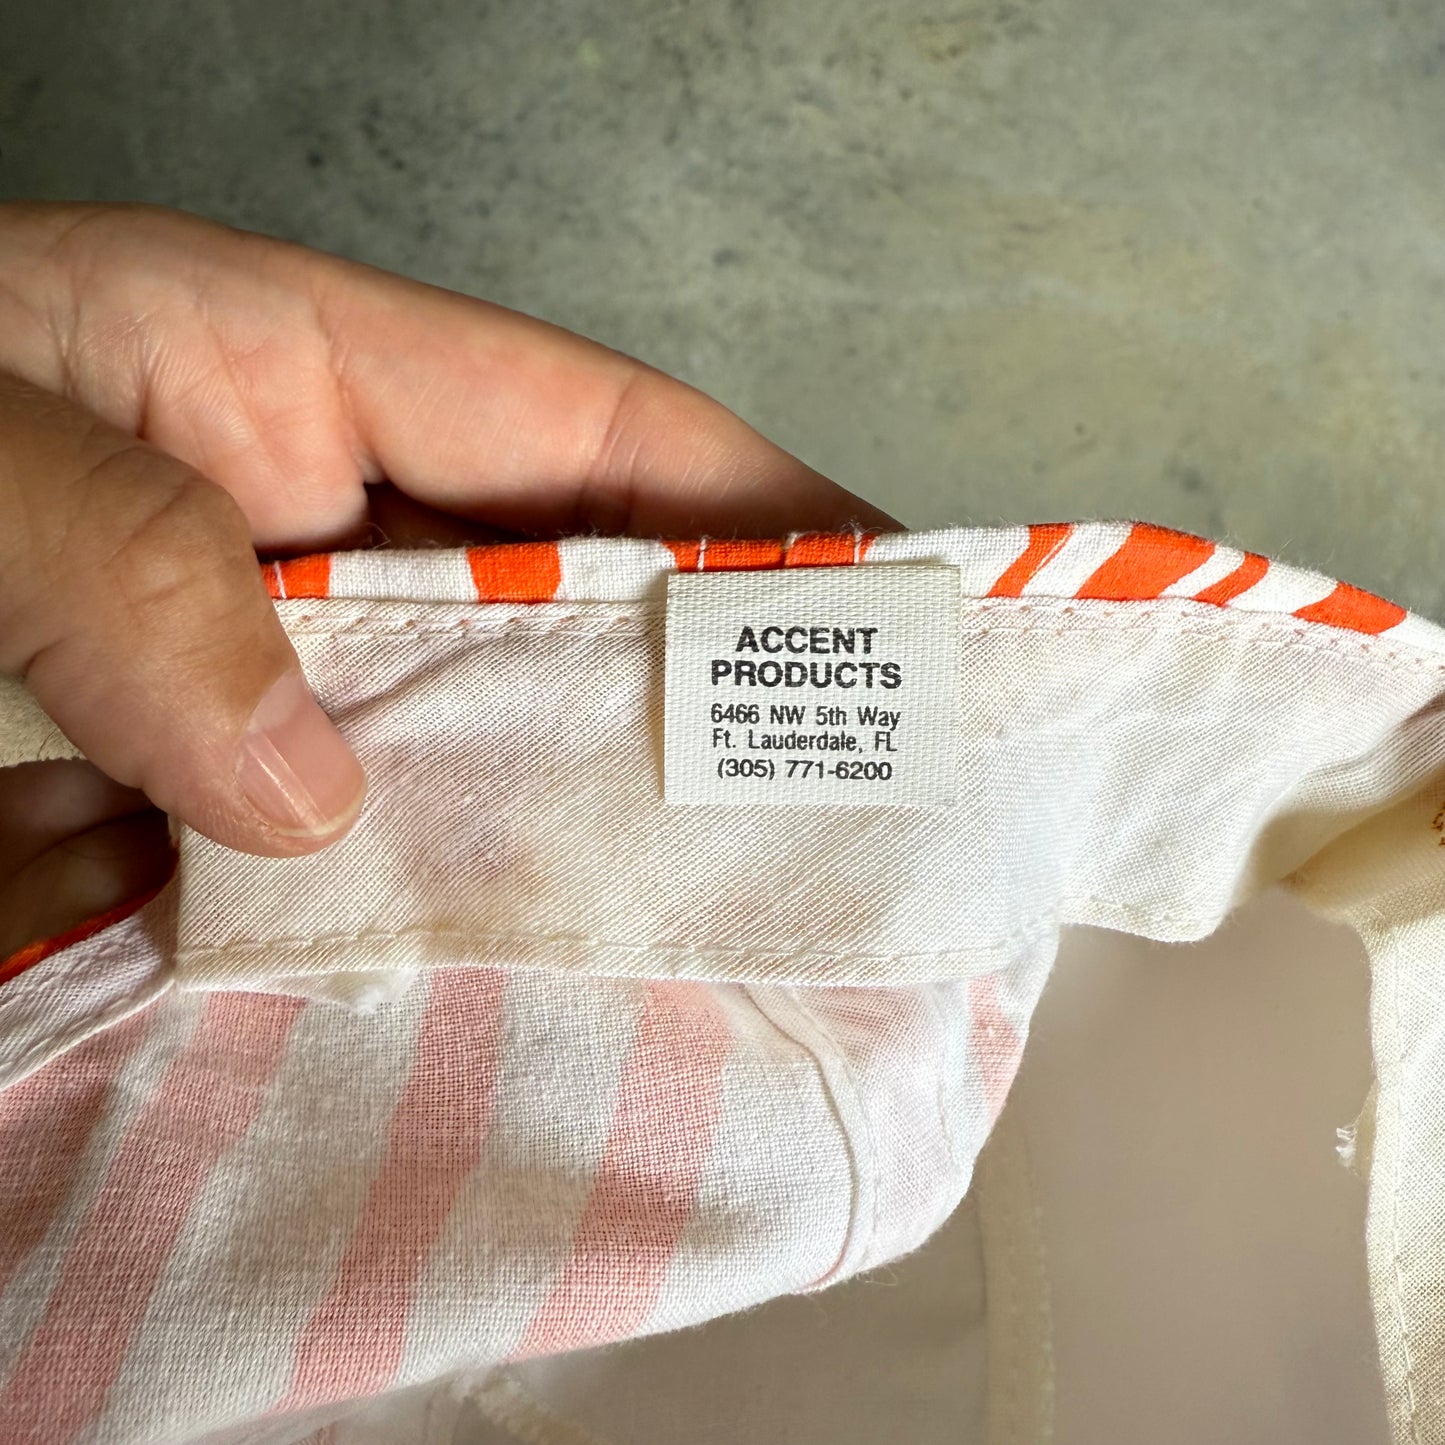 ACCENT
PRODUCTS
6466 NW 5th Way
Ft. Lauderdale, FL
(305) 771-6200